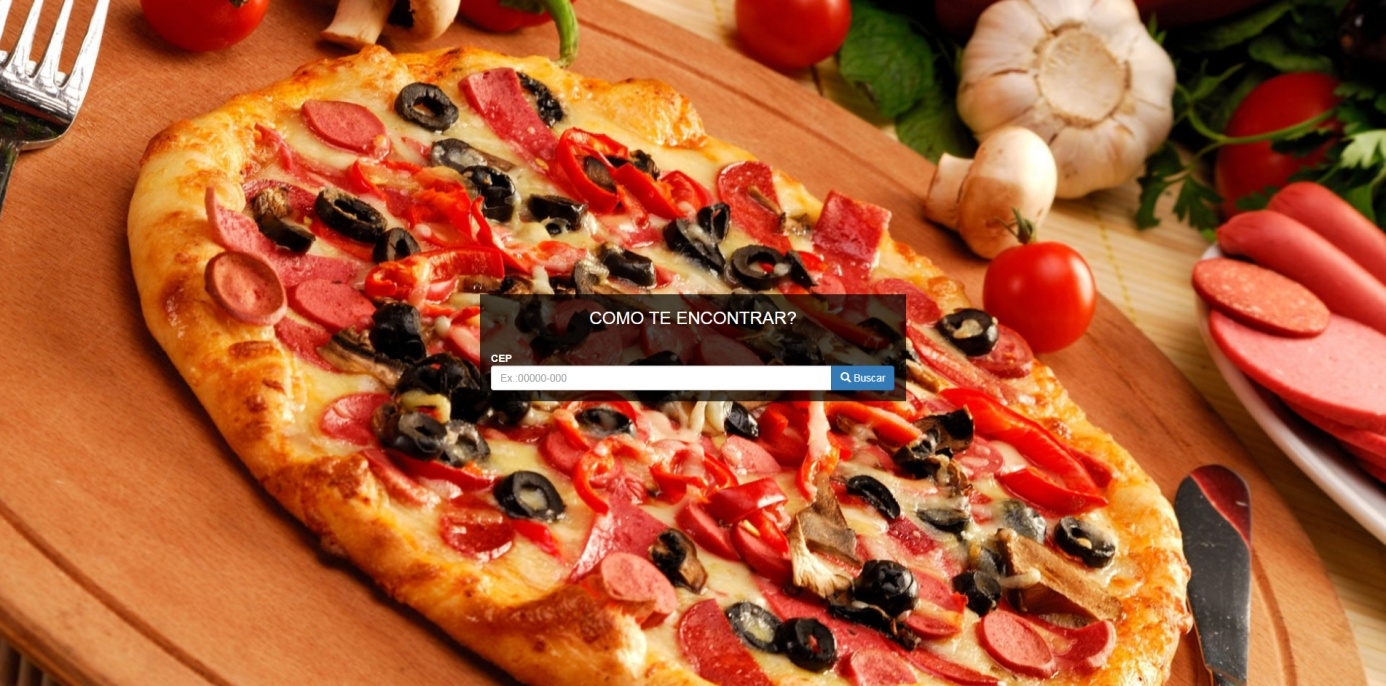 COMO TE ENCONTRAR?
CEP
Ex.:00000-000
Buscar